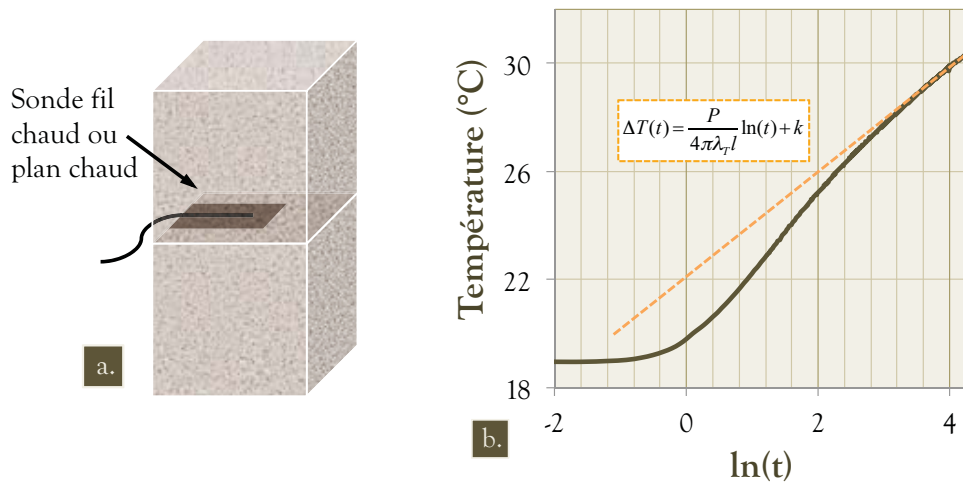 Sonde fil
chaud ou
plan chaud
a.
Température (°C)
30
26
22
18
ΔT(t) = P / 4πλ_T l ln(t) + k
-2 0 2 4
b.
ln(t)